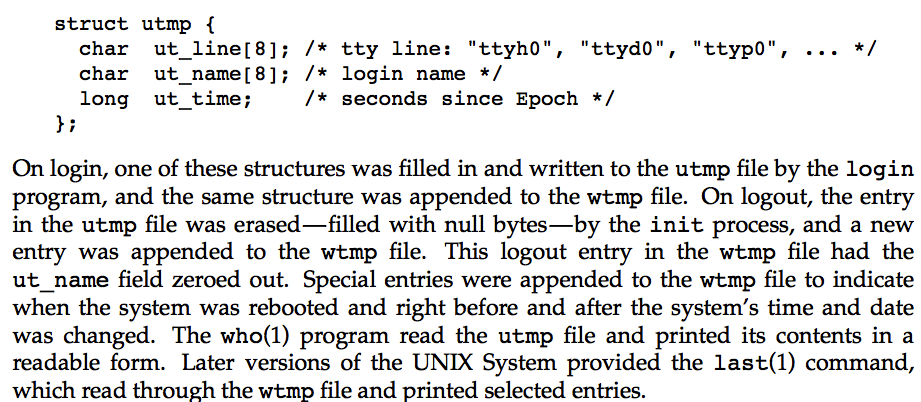 struct utmp {
  char  ut_line[8]; /* tty line: "ttyh0", "ttyd0", "ttyp0", ... */
  char  ut_name[8]; /* login name */
  long  ut_time;    /* seconds since Epoch */
};
On login, one of these structures was filled in and written to the utmp file by the login
program, and the same structure was appended to the wtmp file. On logout, the entry
in the utmp file was erased—filled with null bytes—by the init process, and a new
entry was appended to the wtmp file. This logout entry in the wtmp file had the
ut_name field zeroed out. Special entries were appended to the wtmp file to indicate
when the system was rebooted and right before and after the system's time and date
was changed. The who(1) program read the utmp file and printed its contents in a
readable form. Later versions of the UNIX System provided the last(1) command,
which read through the wtmp file and printed selected entries.